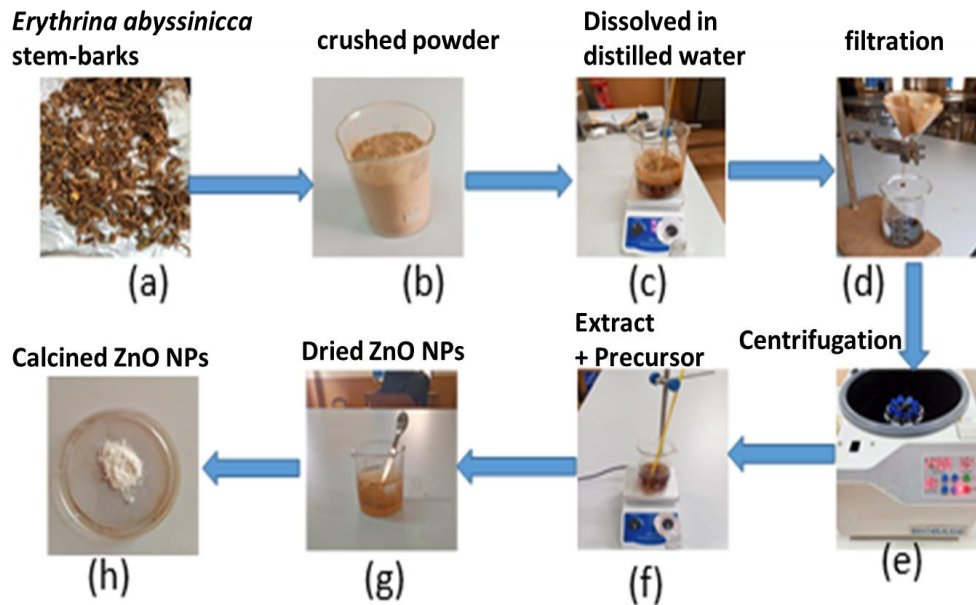 Erythrina abyssinicca
stem-barks
crushed powder
Dissolved in
distilled water
filtration
(a)
(b)
(c)
(d)
Calcined ZnO NPs
Dried ZnO NPs
Extract
+ Precursor
Centrifugation
BIOBASE
(h)
(g)
(f)
(e)